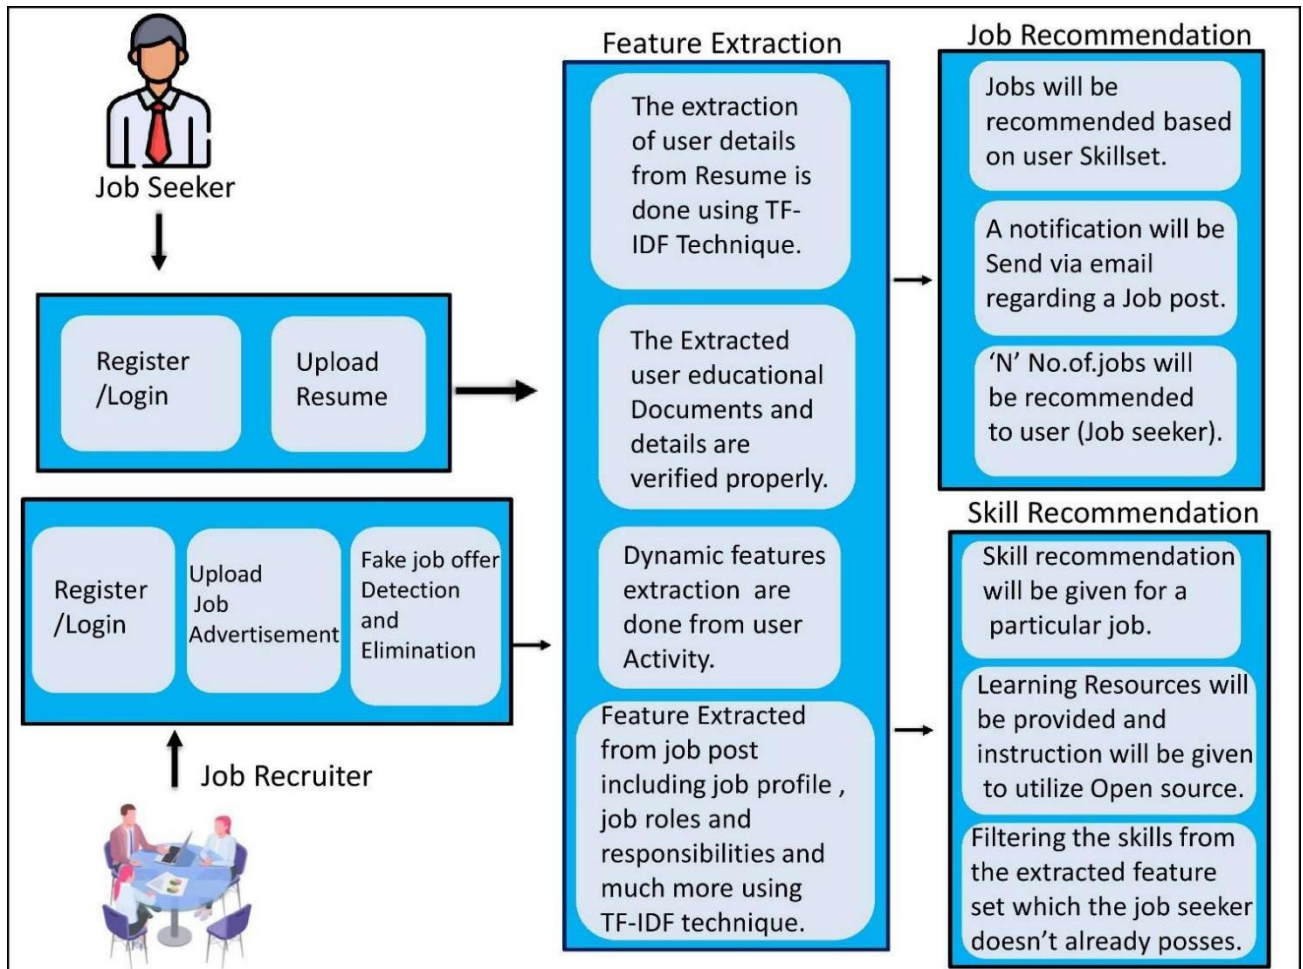 Job Seeker
Register
/Login
Upload
Resume
Register
/Login
Upload
Job
Advertisement
Fake job offer
Detection
and
Elimination
Job Recruiter
Feature Extraction
The extraction
of user details
from Resume is
done using TF-
IDF Technique.
The Extracted
user educational
Documents and
details are
verified properly.
Dynamic features
extraction are
done from user
Activity.
Feature Extracted
from job post
including job profile ,
job roles and
responsibilities and
much more using
TF-IDF technique.
Job Recommendation
Jobs will be
recommended based
on user Skillset.
A notification will be
Send via email
regarding a Job post.
‘N’ No.of.jobs will
be recommended
to user (Job seeker).
Skill Recommendation
Skill recommendation
will be given for a
particular job.
Learning Resources will
be provided and
instruction will be given
to utilize Open source.
Filtering the skills from
the extracted feature
set which the job seeker
doesn’t already posses.